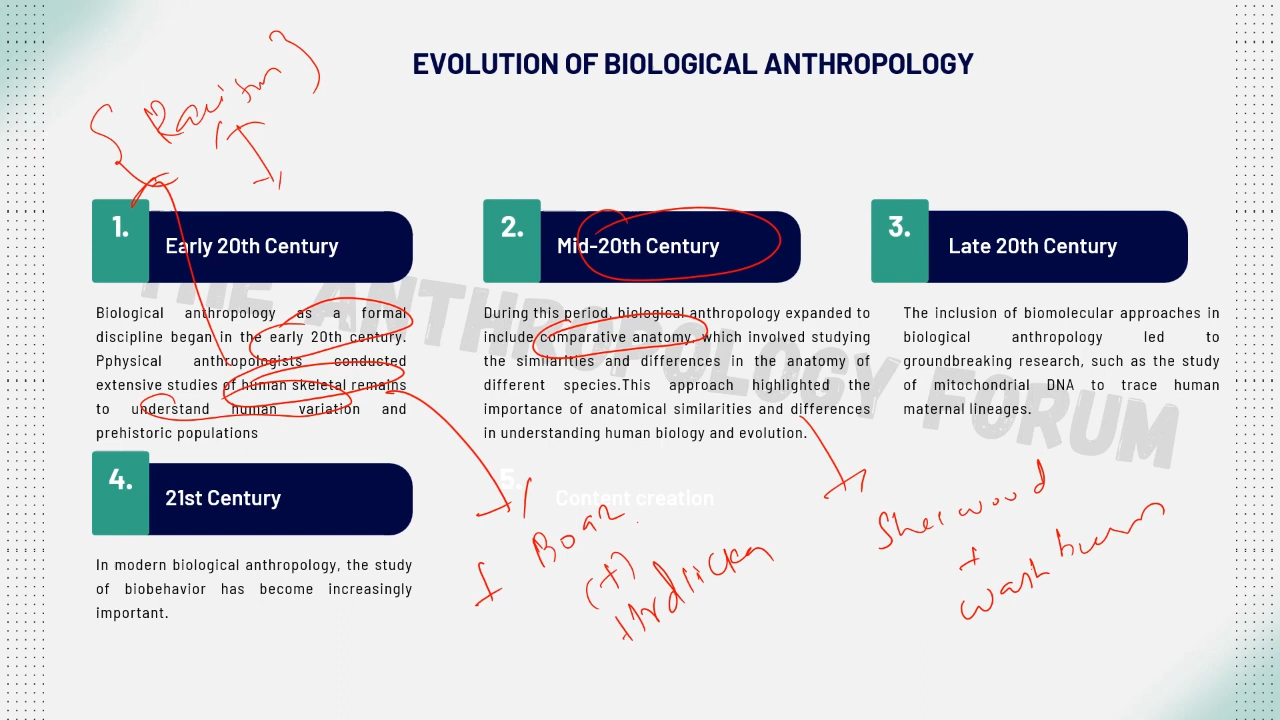 EVOLUTION OF BIOLOGICAL ANTHROPOLOGY
1.
Early 20th Century
Biological anthropology as a formal
discipline began in the early 20th century.
Pphysical anthropologists conducted
extensive studies of human skeletal remains
to understand human variation and
prehistoric populations
2.
Mid-20th Century
During this period, biological anthropology expanded to
include comparative anatomy, which involved studying
the similarities and differences in the anatomy of
different species.This approach highlighted the
importance of anatomical similarities and differences
in understanding human biology and evolution.
3.
Late 20th Century
The inclusion of biomolecular approaches in
biological anthropology led to
groundbreaking research, such as the study
of mitochondrial DNA to trace human
maternal lineages.
4.
21st Century
In modern biological anthropology, the study
of biobehavior has become increasingly
important.
5.
Content creation
THE ANTHROPOLOGY FORUM
Boaz
(+)
Hrdlicka
Sherwood
+
washburn